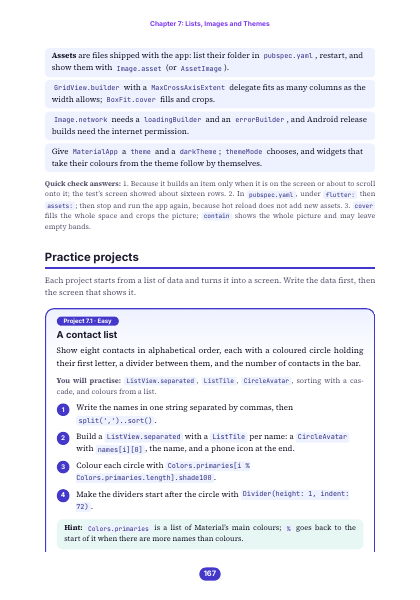 Chapter 7: Lists, Images and Themes
Assets are files shipped with the app: list their folder in pubspec.yaml, restart, and
show them with Image.asset (or AssetImage).
GridView.builder with a MaxCrossAxisExtent delegate fits as many columns as the
width allows; BoxFit.cover fills and crops.
Image.network needs a loadingBuilder and an errorBuilder, and Android release
builds need the internet permission.
Give MaterialApp a theme and a darkTheme; themeMode chooses, and widgets that
take their colours from the theme follow by themselves.
Quick check answers: 1. Because it builds an item only when it is on the screen or about to scroll
onto it; the test's screen showed about sixteen rows. 2. In pubspec.yaml, under flutter: then
assets:; then stop and run the app again, because hot reload does not add new assets. 3. cover
fills the whole space and crops the picture; contain shows the whole picture and may leave
empty bands.
Practice projects
Each project starts from a list of data and turns it into a screen. Write the data first, then
the screen that shows it.
Project 7.1 · Easy
A contact list
Show eight contacts in alphabetical order, each with a coloured circle holding
their first letter, a divider between them, and the number of contacts in the bar.
You will practise: ListView.separated, ListTile, CircleAvatar, sorting with a cas-
cade, and colours from a list.
1 Write the names in one string separated by commas, then
split(',')..sort().
2 Build a ListView.separated with a ListTile per name: a CircleAvatar
with names[i][0], the name, and a phone icon at the end.
3 Colour each circle with Colors.primaries[i %
Colors.primaries.length].shade100.
4 Make the dividers start after the circle with Divider(height: 1, indent:
72).
Hint: Colors.primaries is a list of Material's main colours; % goes back to the
start of it when there are more names than colours.
167